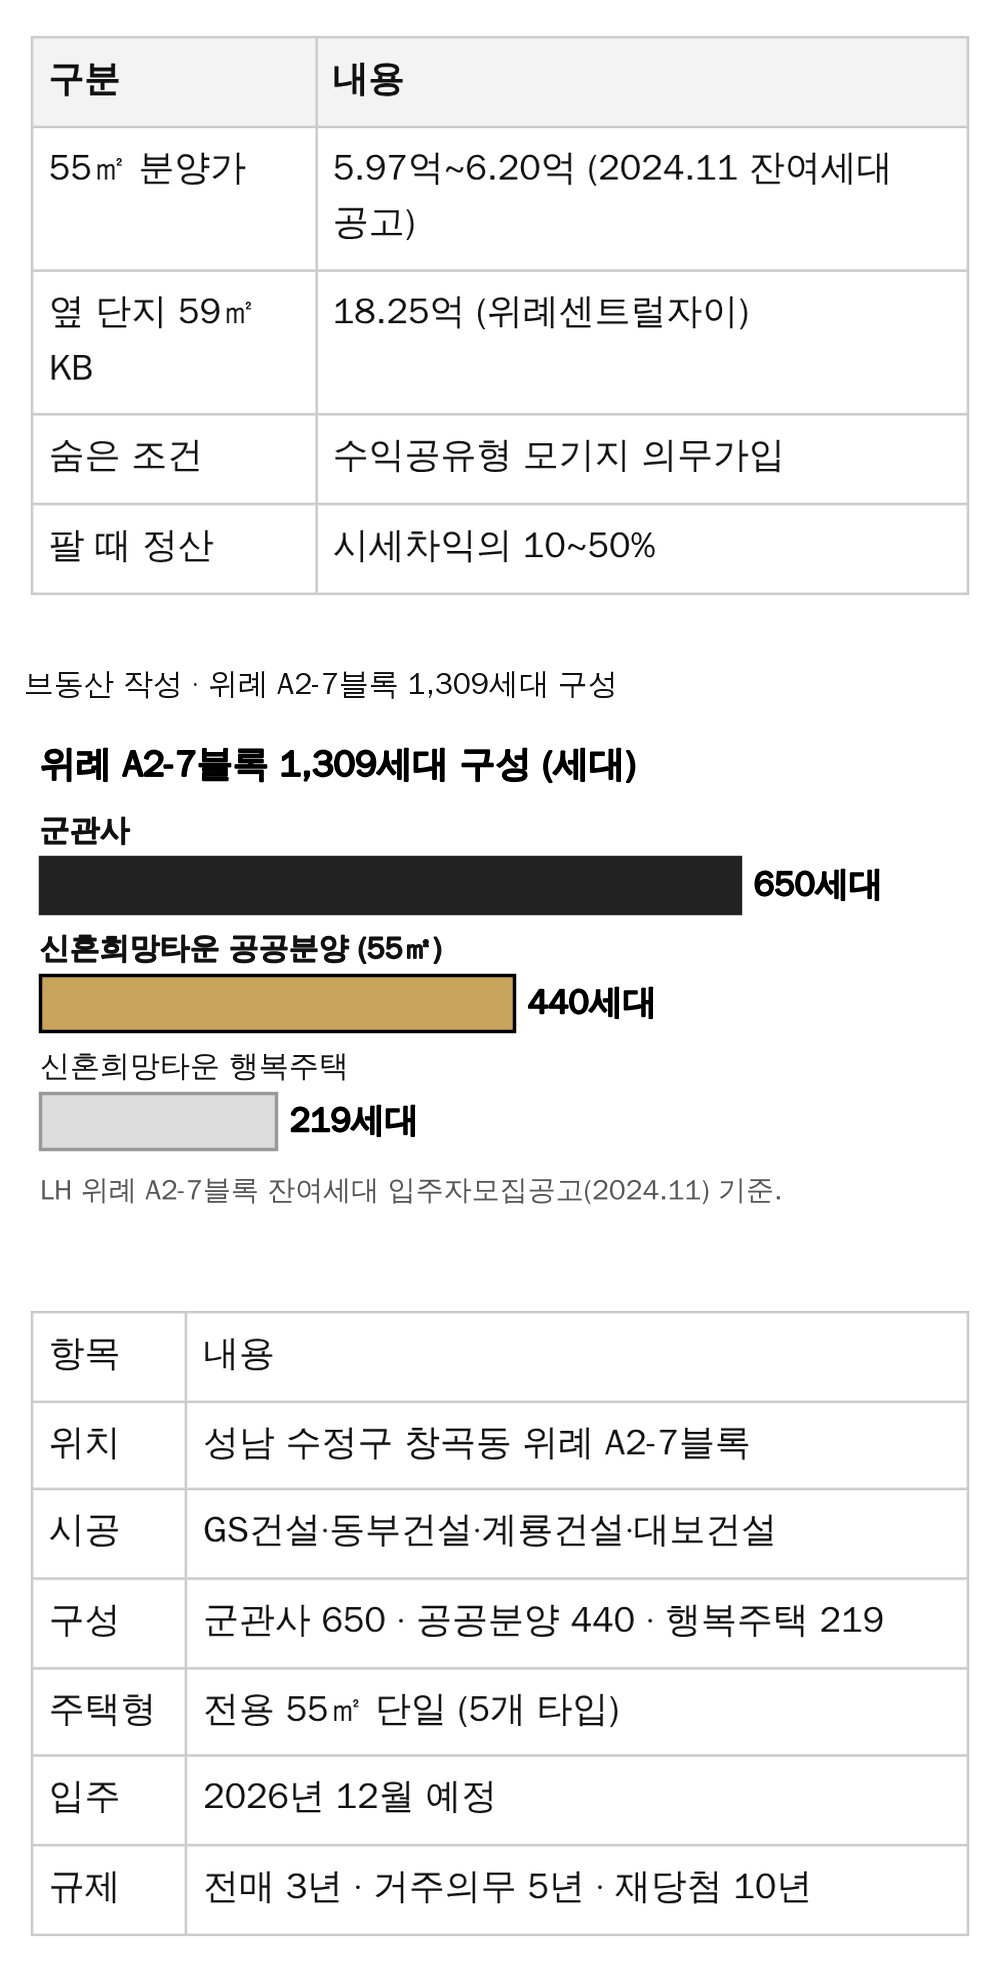 구분 내용
55㎡ 분양가 5.97억~6.20억 (2024.11 잔여세대
공고)
옆 단지 59㎡ 18.25억 (위례센트럴자이)
KB
숨은 조건 수익공유형 모기지 의무가입
팔 때 정산 시세차익의 10~50%
브동산 작성 · 위례 A2-7블록 1,309세대 구성
위례 A2-7블록 1,309세대 구성 (세대)
군관사
650세대
신혼희망타운 공공분양 (55㎡)
440세대
신혼희망타운 행복주택
219세대
LH 위례 A2-7블록 잔여세대 입주자모집공고(2024.11) 기준.
항목 내용
위치 성남 수정구 창곡동 위례 A2-7블록
시공 GS건설·동부건설·계룡건설·대보건설
구성 군관사 650 · 공공분양 440 · 행복주택 219
주택형 전용 55㎡ 단일 (5개 타입)
입주 2026년 12월 예정
규제 전매 3년 · 거주의무 5년 · 재당첨 10년